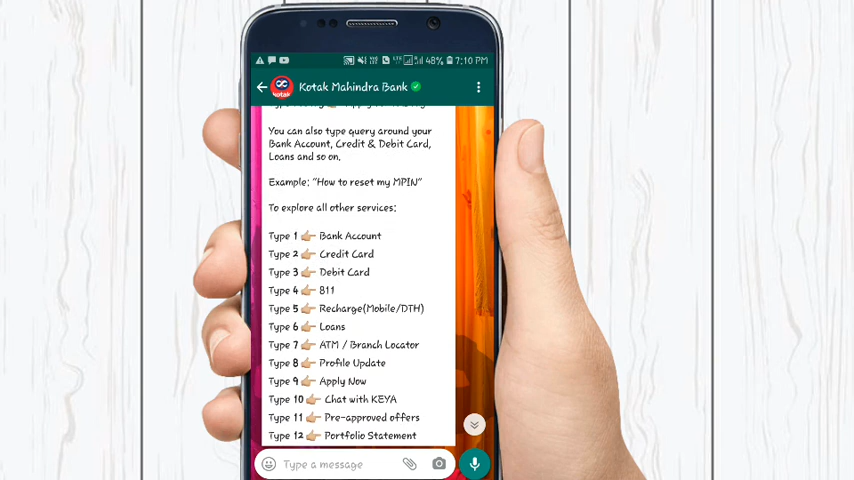 48% 7:10 PM
Kotak Mahindra Bank
kotak
You can also type query around your
Bank Account, Credit & Debit Card,
Loans and so on.
Example: "How to reset my MPIN"
To explore all other services:
Type 1 👉🏼 Bank Account
Type 2 👉🏼 Credit Card
Type 3 👉🏼 Debit Card
Type 4 👉🏼 811
Type 5 👉🏼 Recharge(Mobile/DTH)
Type 6 👉🏼 Loans
Type 7 👉🏼 ATM / Branch Locator
Type 8 👉🏼 Profile Update
Type 9 👉🏼 Apply Now
Type 10 👉🏼 Chat with KEYA
Type 11 👉🏼 Pre-approved offers
Type 12 👉🏼 Portfolio Statement
Type a message